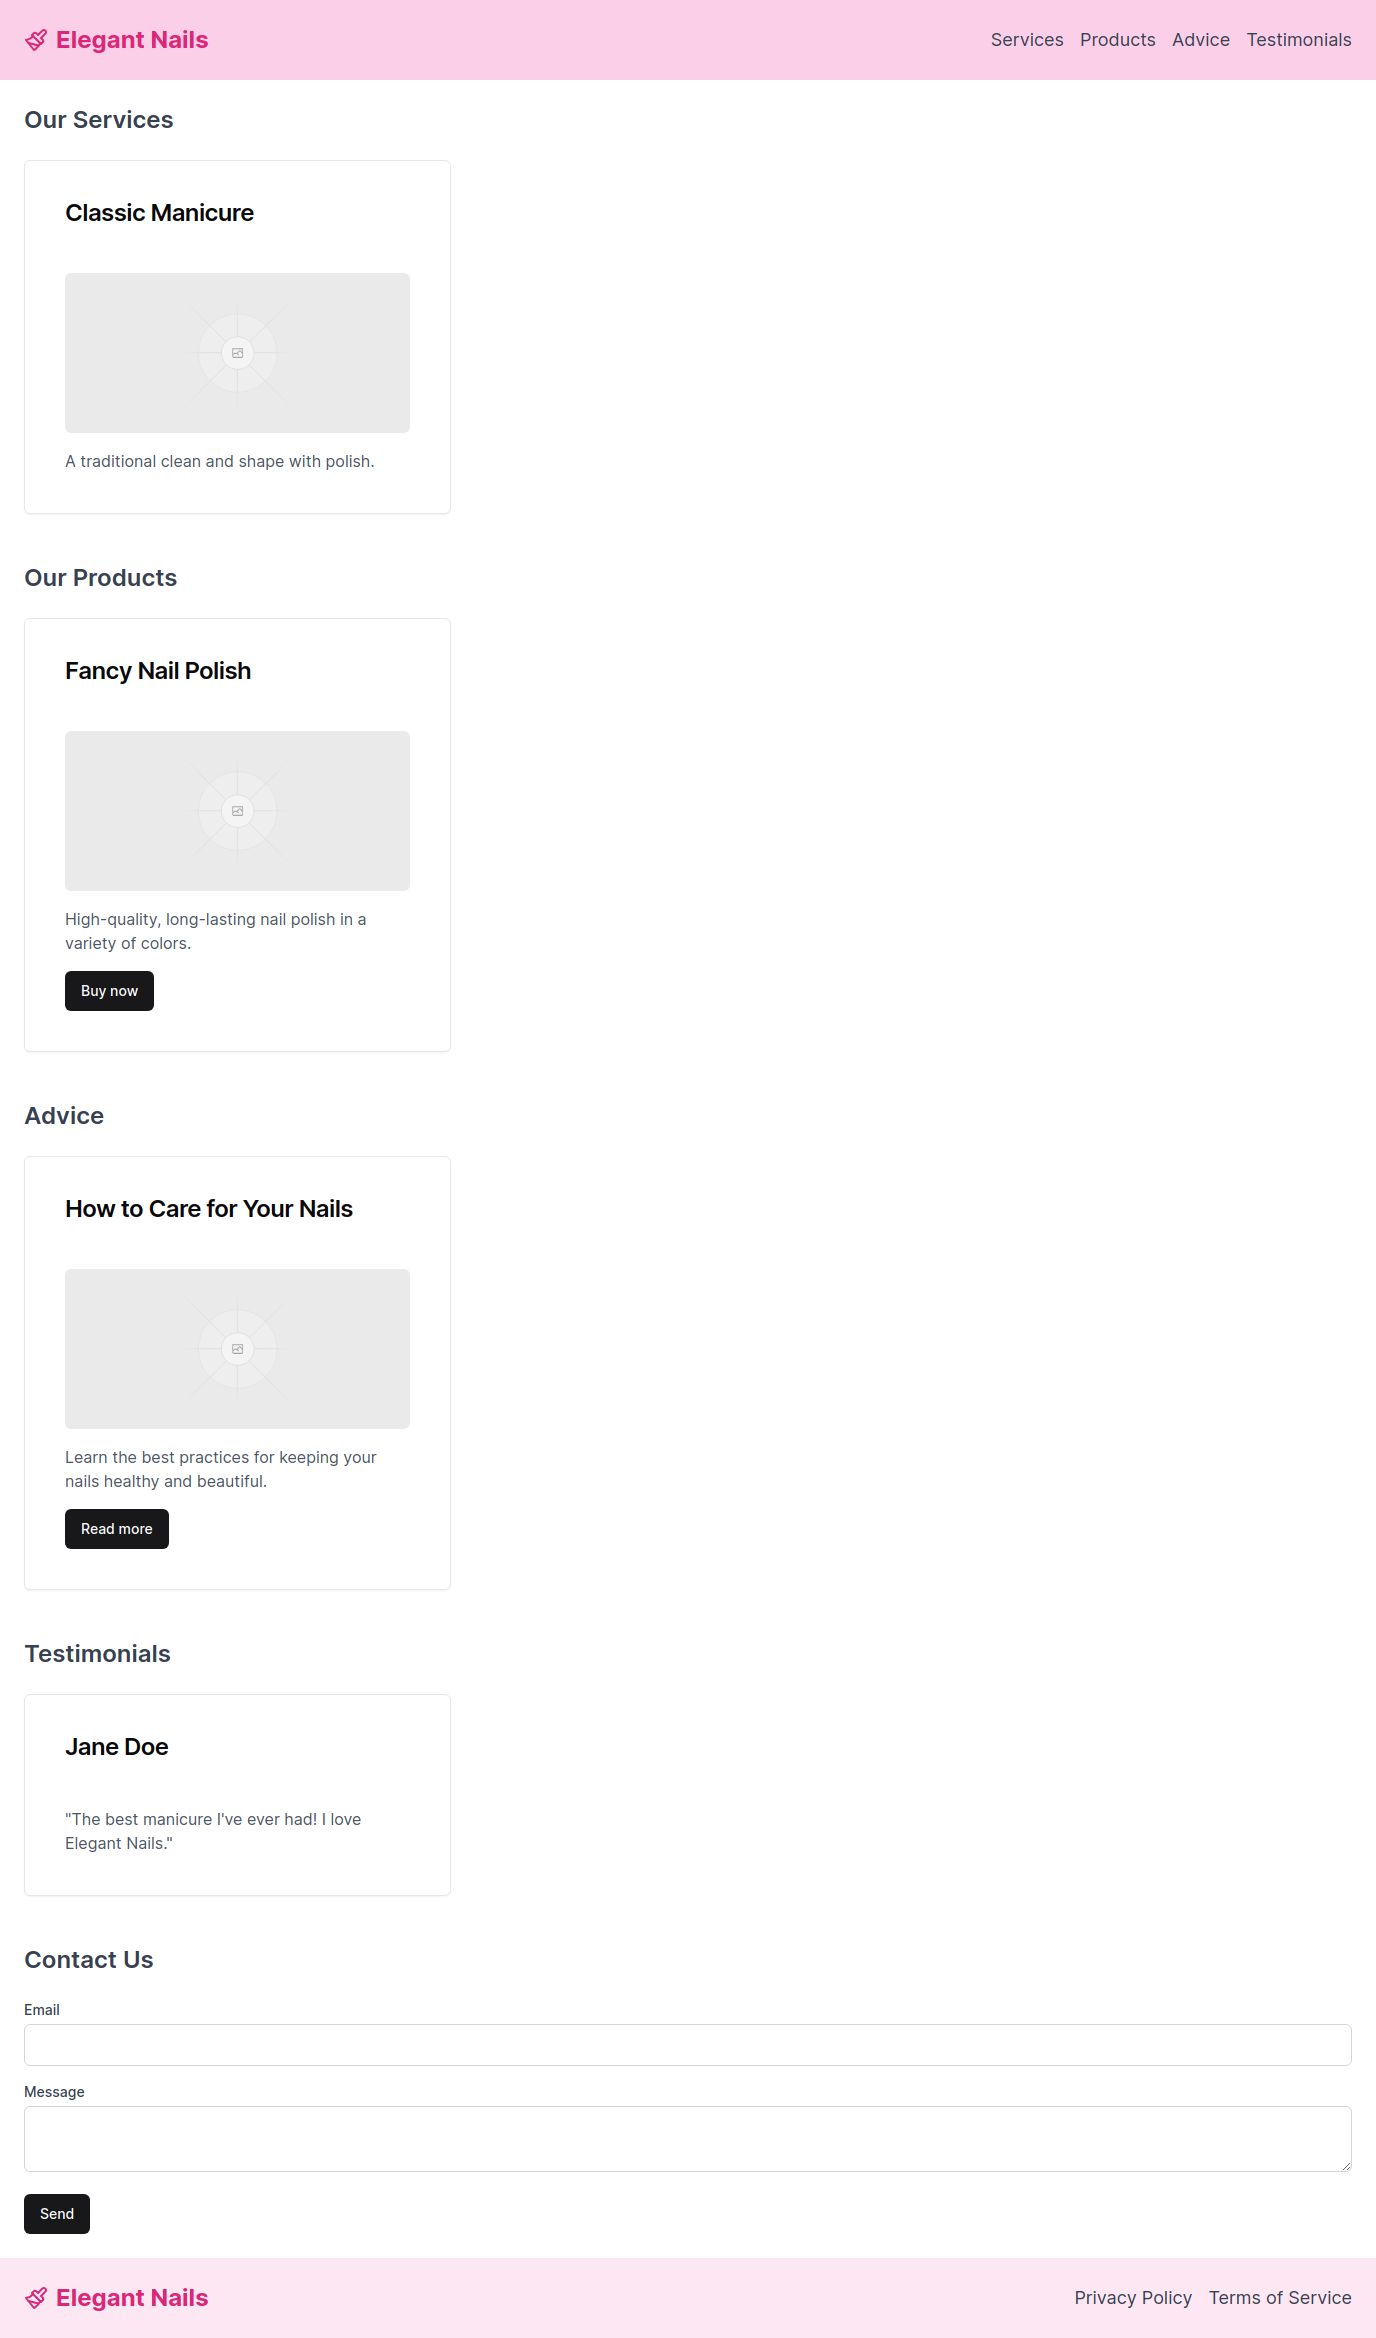 Elegant Nails
Services Products Advice Testimonials
Our Services
Classic Manicure
A traditional clean and shape with polish.
Our Products
Fancy Nail Polish
High-quality, long-lasting nail polish in a
variety of colors.
Buy now
Advice
How to Care for Your Nails
Learn the best practices for keeping your
nails healthy and beautiful.
Read more
Testimonials
Jane Doe
"The best manicure I've ever had! I love
Elegant Nails."
Contact Us
Email
Message
Send
Elegant Nails
Privacy Policy Terms of Service